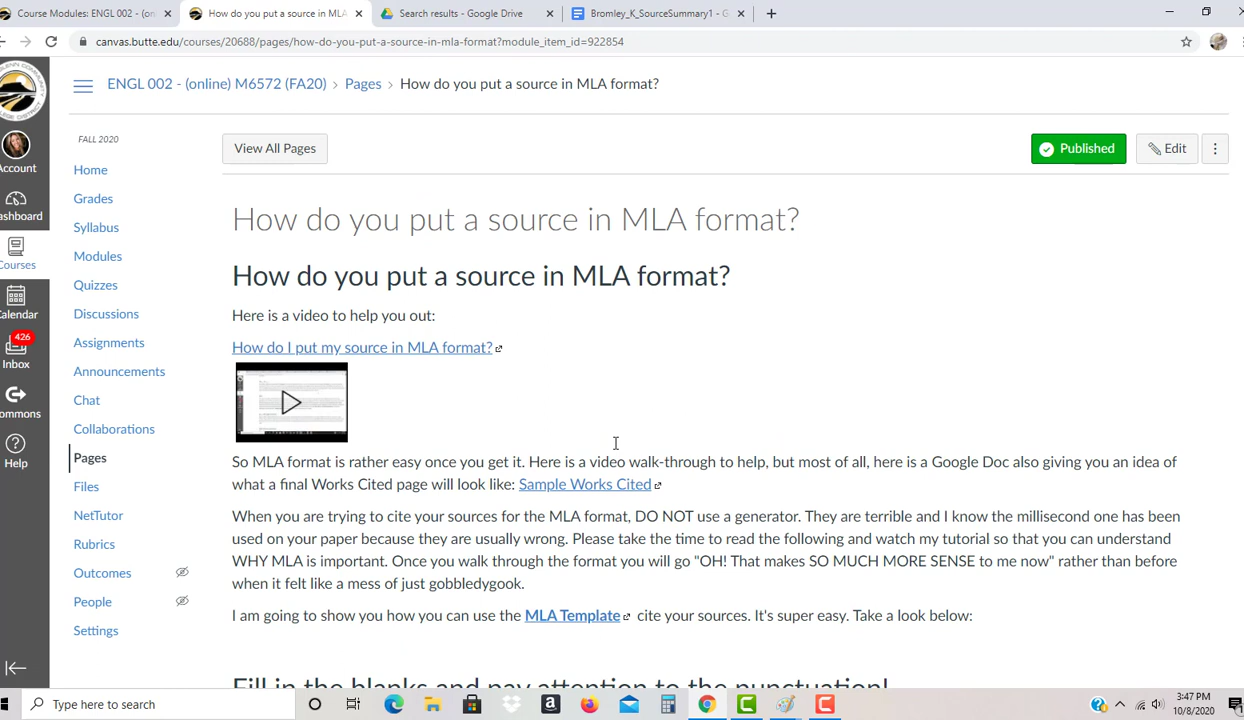 Course Modules: ENGL 002 - (on
How do you put a source in MLA
Search results - Google Drive
Bromley_K_SourceSummary1 - G
canvas.butte.edu/courses/20688/pages/how-do-you-put-a-source-in-mla-format?module_item_id=922854
ENGL 002 - (online) M6572 (FA20) › Pages › How do you put a source in MLA format?
FALL 2020
View All Pages
Published
Edit
Account
Dashboard
Courses
Calendar
426
Inbox
Commons
Help
Home
Grades
Syllabus
Modules
Quizzes
Discussions
Assignments
Announcements
Chat
Collaborations
Pages
Files
NetTutor
Rubrics
Outcomes
People
Settings
How do you put a source in MLA format?
How do you put a source in MLA format?
Here is a video to help you out:
How do I put my source in MLA format?
So MLA format is rather easy once you get it. Here is a video walk-through to help, but most of all, here is a Google Doc also giving you an idea of
what a final Works Cited page will look like: Sample Works Cited
When you are trying to cite your sources for the MLA format, DO NOT use a generator. They are terrible and I know the millisecond one has been
used on your paper because they are usually wrong. Please take the time to read the following and watch my tutorial so that you can understand
WHY MLA is important. Once you walk through the format you will go "OH! That makes SO MUCH MORE SENSE to me now" rather than before
when it felt like a mess of just gobbledygook.
I am going to show you how you can use the MLA Template cite your sources. It's super easy. Take a look below:
Fill in the blanks and pay attention to the punctuation!
Type here to search
3:47 PM
10/8/2020